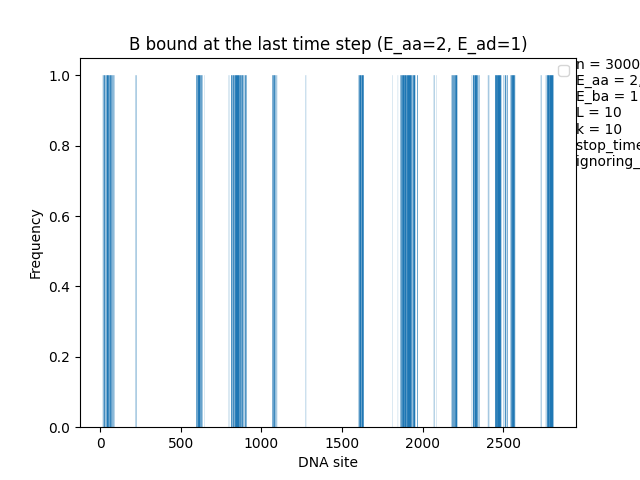 B bound at the last time step (E_aa=2, E_ad=1)
n = 3000
E_aa = 2,
E_ba = 1
L = 10
k = 10
stop_time
ignoring_
1.0
0.8
0.6
0.4
0.2
0.0
Frequency
0
500
1000
1500
2000
2500
DNA site